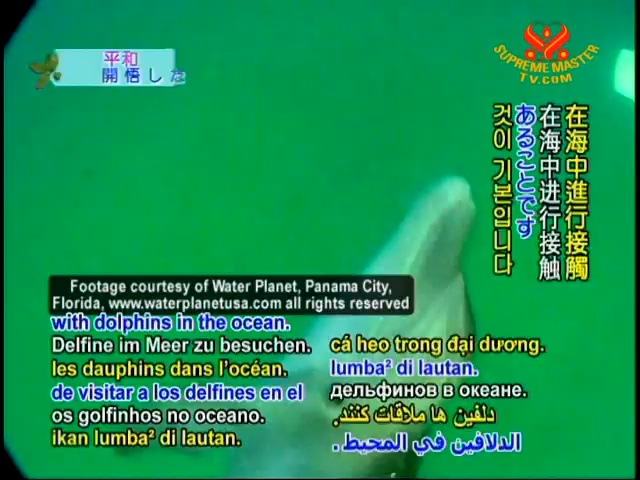 平和
開悟した
SUPREME MASTER
TV.COM
在海中進行接觸
在海中进行接触
あることです
것이 기본입니다
Footage courtesy of Water Planet, Panama City,
Florida, www.waterplanetusa.com all rights reserved
with dolphins in the ocean.
Delfine im Meer zu besuchen.
les dauphins dans l'océan.
de visitar a los delfines en el
os golfinhos no oceano.
ikan lumba² di lautan.
cá heo trong đại dương.
lumba² di lautan.
дельфинов в океане.
دلفین ها ملاقات کنند.
الدلافين في المحيط.